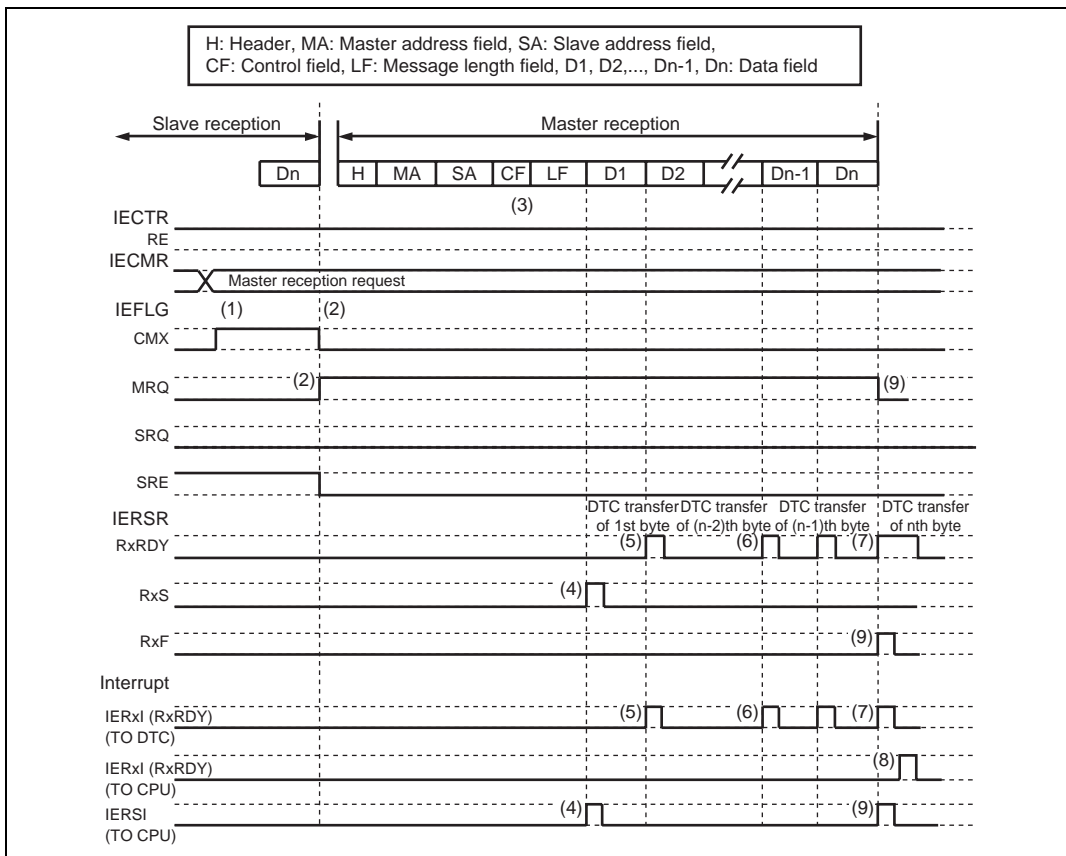 H: Header, MA: Master address field, SA: Slave address field,
CF: Control field, LF: Message length field, D1, D2,..., Dn-1, Dn: Data field
Slave reception
Master reception
Dn H MA SA CF LF D1 D2 Dn-1 Dn
(3)
IECTR
RE
IECMR
Master reception request
IEFLG (1) (2)
CMX
MRQ (2) (9)
SRQ
SRE
IERSR
DTC transfer DTC transfer DTC transfer DTC transfer
of 1st byte of (n-2)th byte of (n-1)th byte of nth byte
RxRDY (5) (6) (7)
RxS (4)
RxF (9)
Interrupt
IERxI (RxRDY) (5) (6) (7)
(TO DTC)
IERxI (RxRDY) (8)
(TO CPU)
IERSI (4) (9)
(TO CPU)